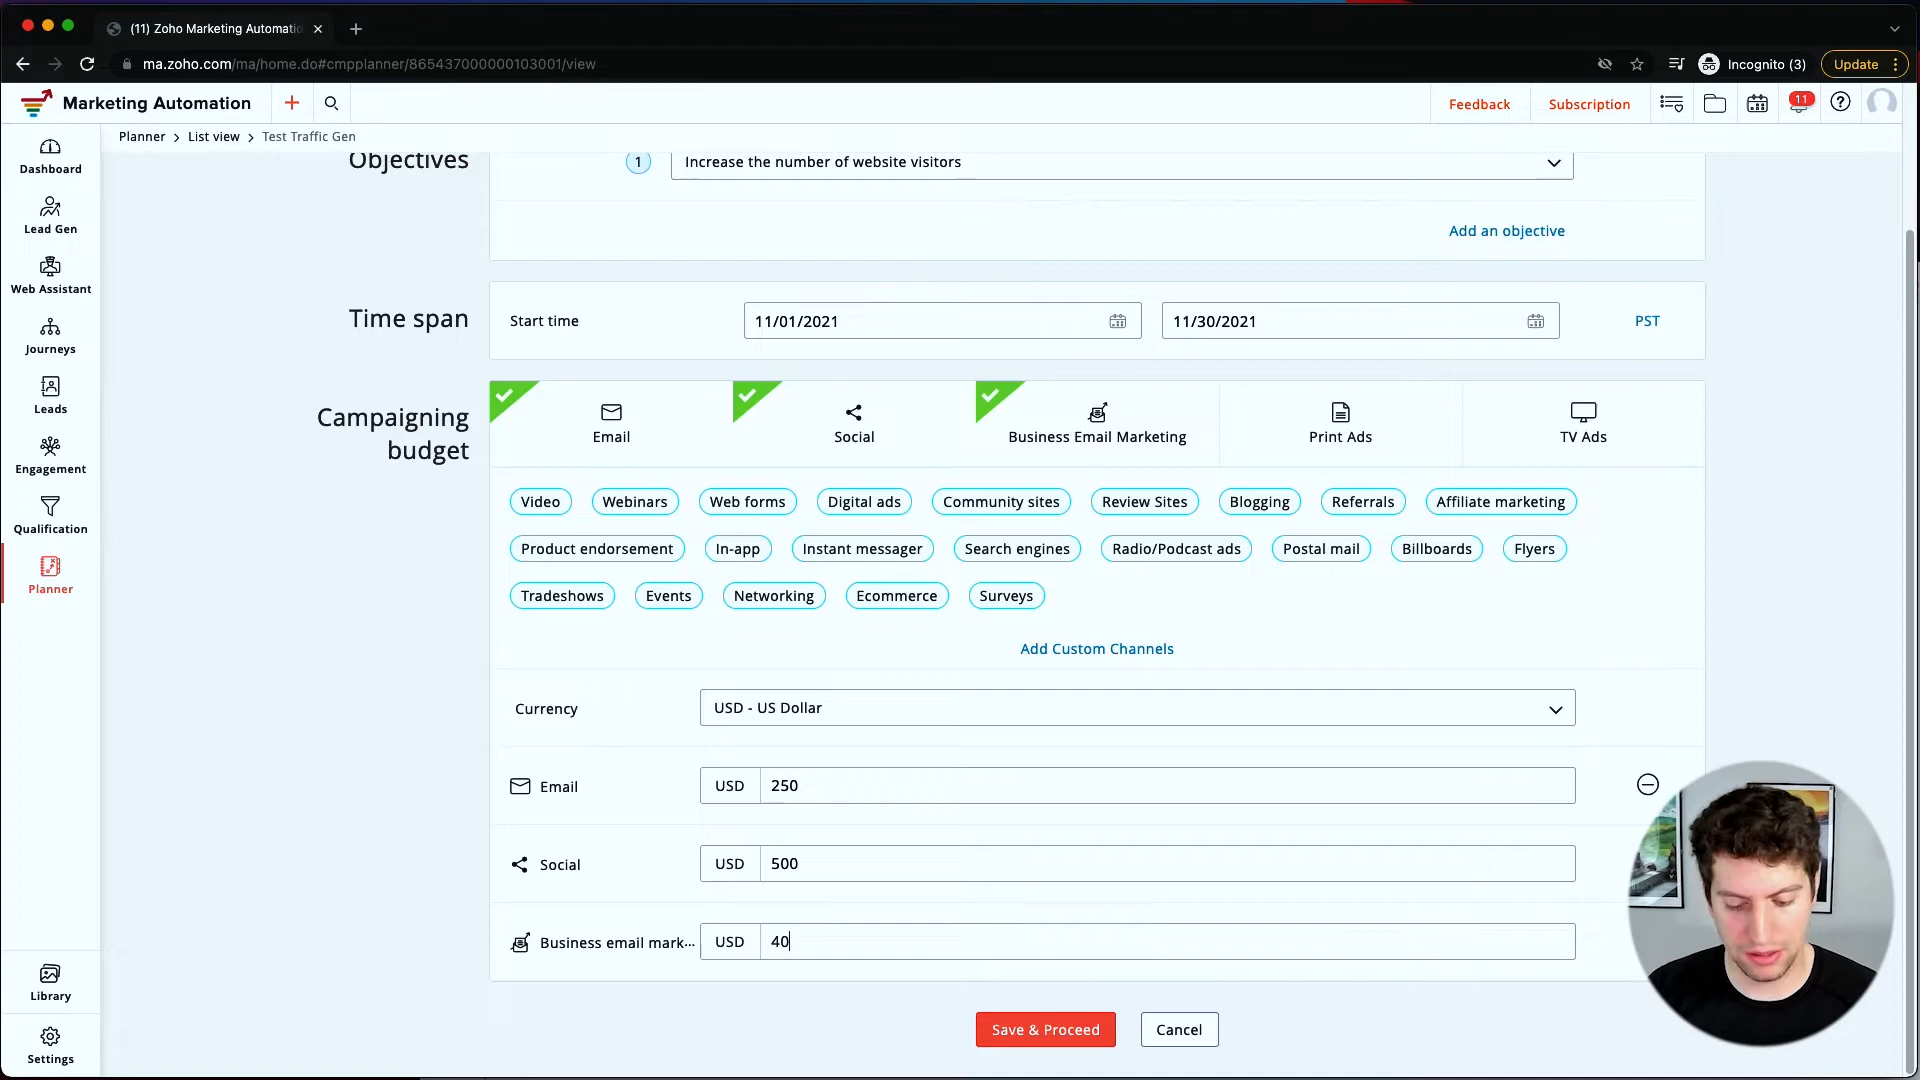 (11) Zoho Marketing Automatio
ma.zoho.com/ma/home.do#cmpplanner/865437000000103001/view
Incognito (3)
Update
Marketing Automation
Feedback
Subscription
11
Planner > List view > Test Traffic Gen
Dashboard
Lead Gen
Web Assistant
Journeys
Leads
Engagement
Qualification
Planner
Library
Settings
Objectives
1
Increase the number of website visitors
Add an objective
Time span
Start time
11/01/2021
11/30/2021
PST
Campaigning
budget
Email
Social
Business Email Marketing
Print Ads
TV Ads
Video Webinars Web forms Digital ads Community sites Review Sites Blogging Referrals Affiliate marketing
Product endorsement In-app Instant messager Search engines Radio/Podcast ads Postal mail Billboards Flyers
Tradeshows Events Networking Ecommerce Surveys
Add Custom Channels
Currency
USD - US Dollar
Email USD 250
Social USD 500
Business email mark... USD 40
Save & Proceed
Cancel